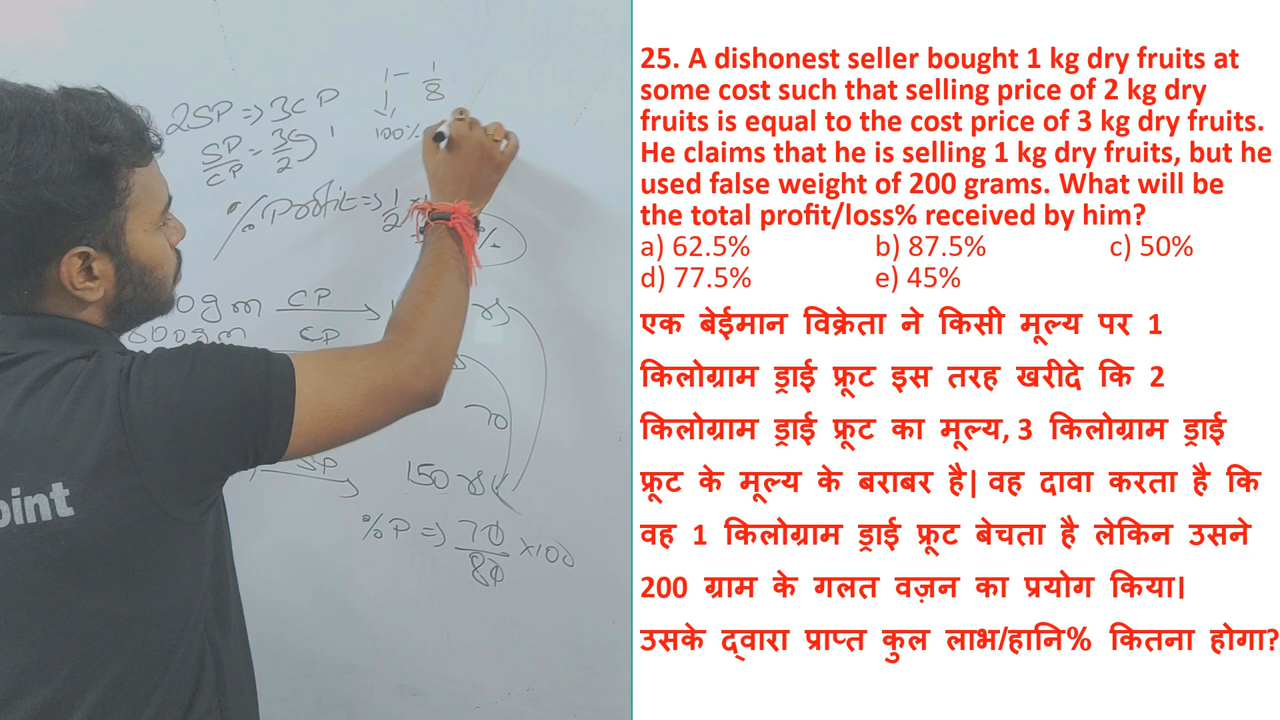 25. A dishonest seller bought 1 kg dry fruits at
some cost such that selling price of 2 kg dry
fruits is equal to the cost price of 3 kg dry fruits.
He claims that he is selling 1 kg dry fruits, but he
used false weight of 200 grams. What will be
the total profit/loss% received by him?
a) 62.5% b) 87.5% c) 50%
d) 77.5% e) 45%
एक बेईमान विक्रेता ने किसी मूल्य पर 1
किलोग्राम ड्राई फ्रूट इस तरह खरीदे कि 2
किलोग्राम ड्राई फ्रूट का मूल्य, 3 किलोग्राम ड्राई
फ्रूट के मूल्य के बराबर है| वह दावा करता है कि
वह 1 किलोग्राम ड्राई फ्रूट बेचता है लेकिन उसने
200 ग्राम के गलत वज़न का प्रयोग किया।
उसके द्वारा प्राप्त कुल लाभ/हानि% कितना होगा?
2SP => 3CP
SP/CP = 3/2
1 - 1/8
100%
% Profit => 1/2
CP
CP
70
SP
150 rs
%P => 70/80 × 100
oint